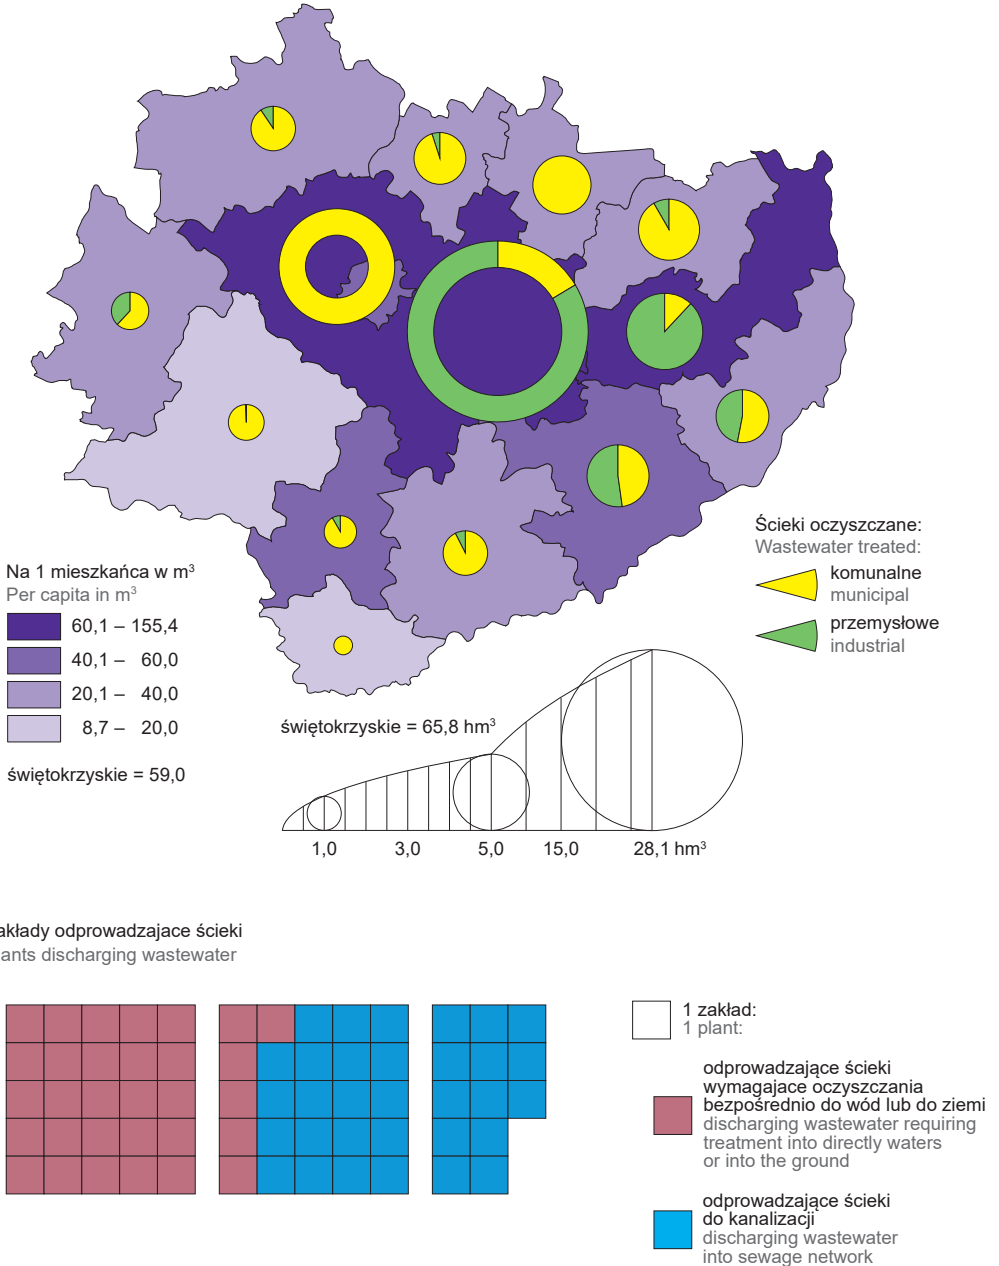 Ścieki oczyszczane:
Wastewater treated:
komunalne
municipal
przemysłowe
industrial
Na 1 mieszkańca w m³
Per capita in m³
60,1 – 155,4
40,1 – 60,0
20,1 – 40,0
8,7 – 20,0
świętokrzyskie = 59,0
świętokrzyskie = 65,8 hm³
1,0 3,0 5,0 15,0 28,1 hm³
akłady odprowadzajace ścieki
ants discharging wastewater
1 zakład:
1 plant:
odprowadzające ścieki
wymagajace oczyszczania
bezpośrednio do wód lub do ziemi
discharging wastewater requiring
treatment into directly waters
or into the ground
odprowadzające ścieki
do kanalizacji
discharging wastewater
into sewage network